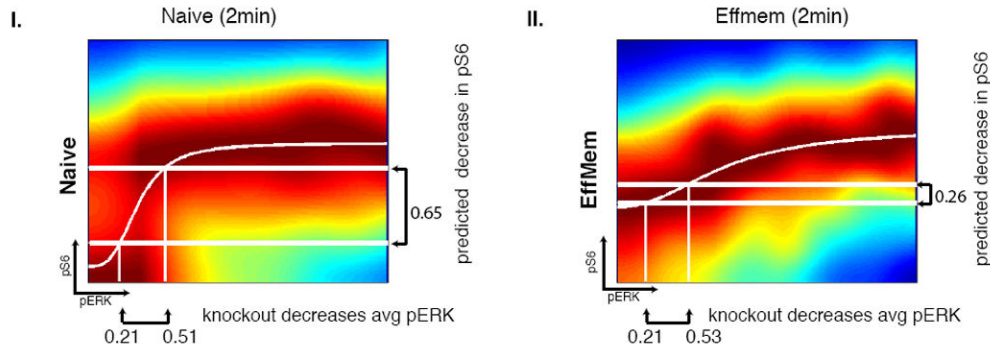 I.
Naive (2min)
Naive
pS6
pERK
0.65
predicted decrease in pS6
0.21
0.51
knockout decreases avg pERK
II.
Effmem (2min)
EffMem
pS6
pERK
0.26
predicted decrease in pS6
0.21
0.53
knockout decreases avg pERK